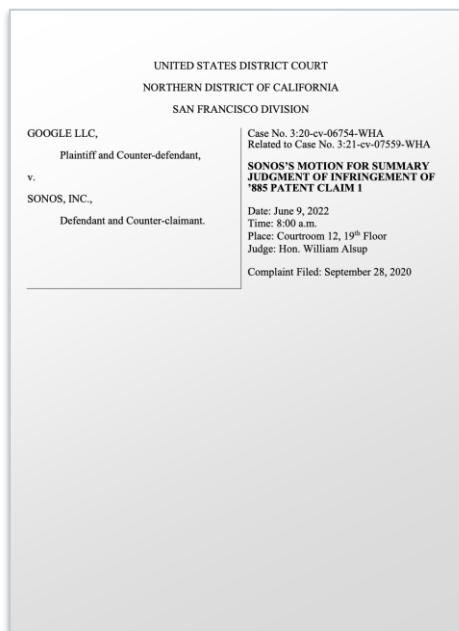 UNITED STATES DISTRICT COURT
NORTHERN DISTRICT OF CALIFORNIA
SAN FRANCISCO DIVISION
GOOGLE LLC,
Plaintiff and Counter-defendant,
v.
SONOS, INC.,
Defendant and Counter-claimant.
Case No. 3:20-cv-06754-WHA
Related to Case No. 3:21-cv-07559-WHA
SONOS'S MOTION FOR SUMMARY
JUDGMENT OF INFRINGEMENT OF
'885 PATENT CLAIM 1
Date: June 9, 2022
Time: 8:00 a.m.
Place: Courtroom 12, 19th Floor
Judge: Hon. William Alsup
Complaint Filed: September 28, 2020